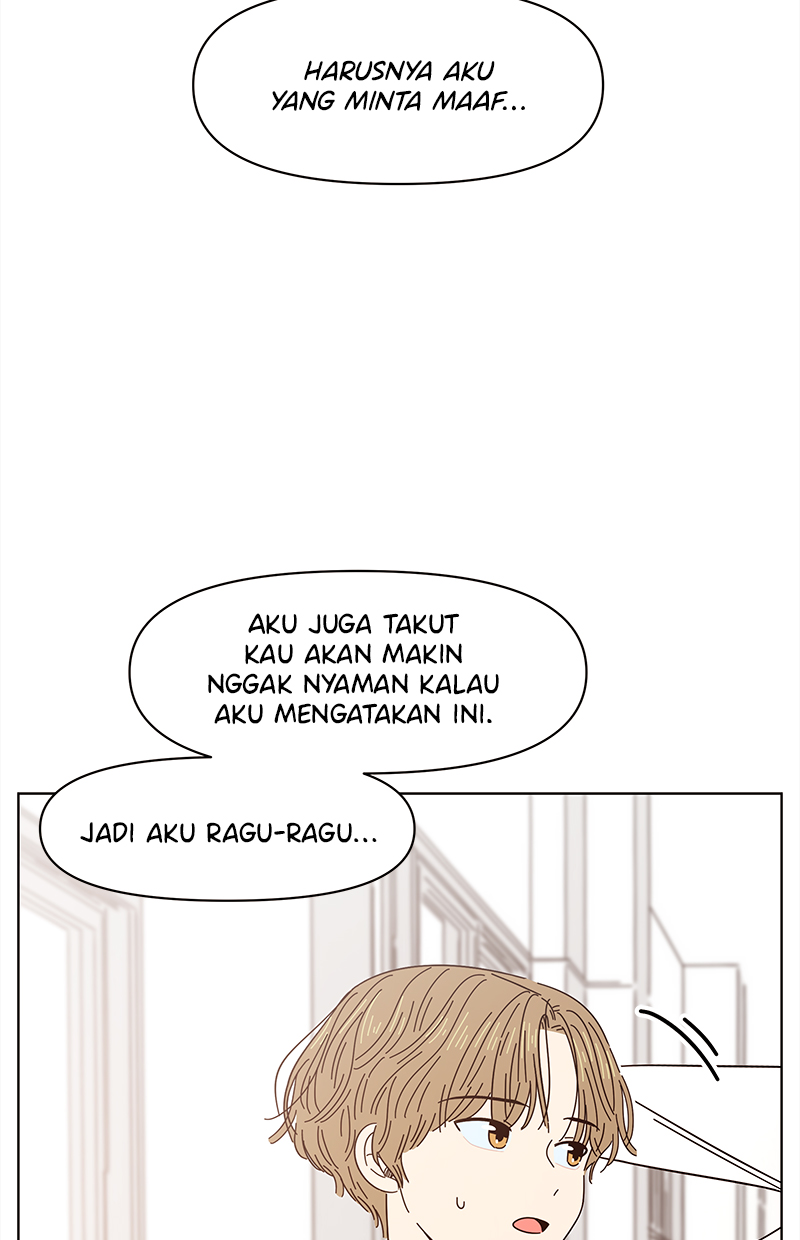 HARUSNYA AKU
YANG MINTA MAAF...
AKU JUGA TAKUT
KAU AKAN MAKIN
NGGAK NYAMAN KALAU
AKU MENGATAKAN INI.
JADI AKU RAGU-RAGU...